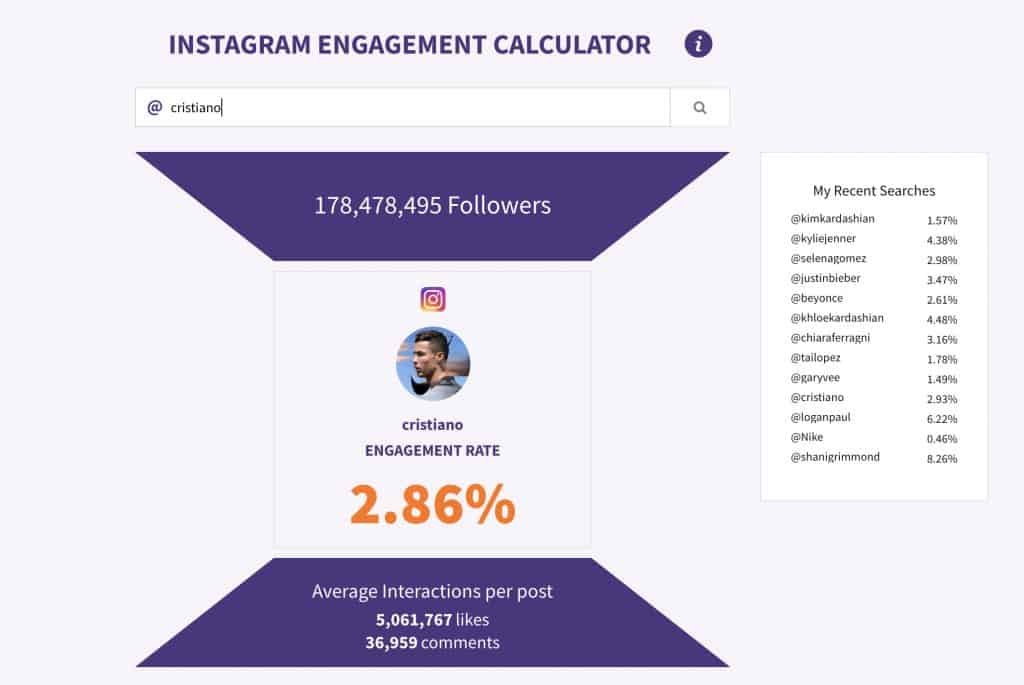 INSTAGRAM ENGAGEMENT CALCULATOR i
@ cristiano
178,478,495 Followers
cristiano
ENGAGEMENT RATE
2.86%
Average Interactions per post
5,061,767 likes
36,959 comments
My Recent Searches
@kimkardashian 1.57%
@kyliejenner 4.38%
@selenagomez 2.98%
@justinbieber 3.47%
@beyonce 2.61%
@khloekardashian 4.48%
@chiaraferragni 3.16%
@tailopez 1.78%
@garyvee 1.49%
@cristiano 2.93%
@loganpaul 6.22%
@Nike 0.46%
@shanigrimmond 8.26%